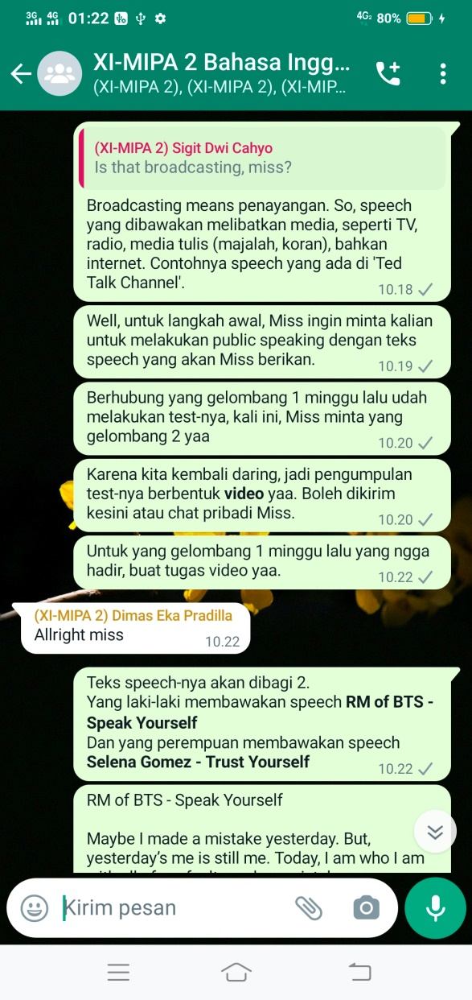 3G 4G 01:22
4G2 80%
XI-MIPA 2 Bahasa Ingg...
(XI-MIPA 2), (XI-MIPA 2), (XI-MIP...
(XI-MIPA 2) Sigit Dwi Cahyo
Is that broadcasting, miss?
Broadcasting means penayangan. So, speech
yang dibawakan melibatkan media, seperti TV,
radio, media tulis (majalah, koran), bahkan
internet. Contohnya speech yang ada di 'Ted
Talk Channel'.
10.18
Well, untuk langkah awal, Miss ingin minta kalian
untuk melakukan public speaking dengan teks
speech yang akan Miss berikan.
10.19
Berhubung yang gelombang 1 minggu lalu udah
melakukan test-nya, kali ini, Miss minta yang
gelombang 2 yaa
10.20
Karena kita kembali daring, jadi pengumpulan
test-nya berbentuk video yaa. Boleh dikirim
kesini atau chat pribadi Miss.
10.20
Untuk yang gelombang 1 minggu lalu yang ngga
hadir, buat tugas video yaa.
10.22
(XI-MIPA 2) Dimas Eka Pradilla
Allright miss
10.22
Teks speech-nya akan dibagi 2.
Yang laki-laki membawakan speech RM of BTS -
Speak Yourself
Dan yang perempuan membawakan speech
Selena Gomez - Trust Yourself
10.22
RM of BTS - Speak Yourself
Maybe I made a mistake yesterday. But,
yesterday's me is still me. Today, I am who I am
Kirim pesan